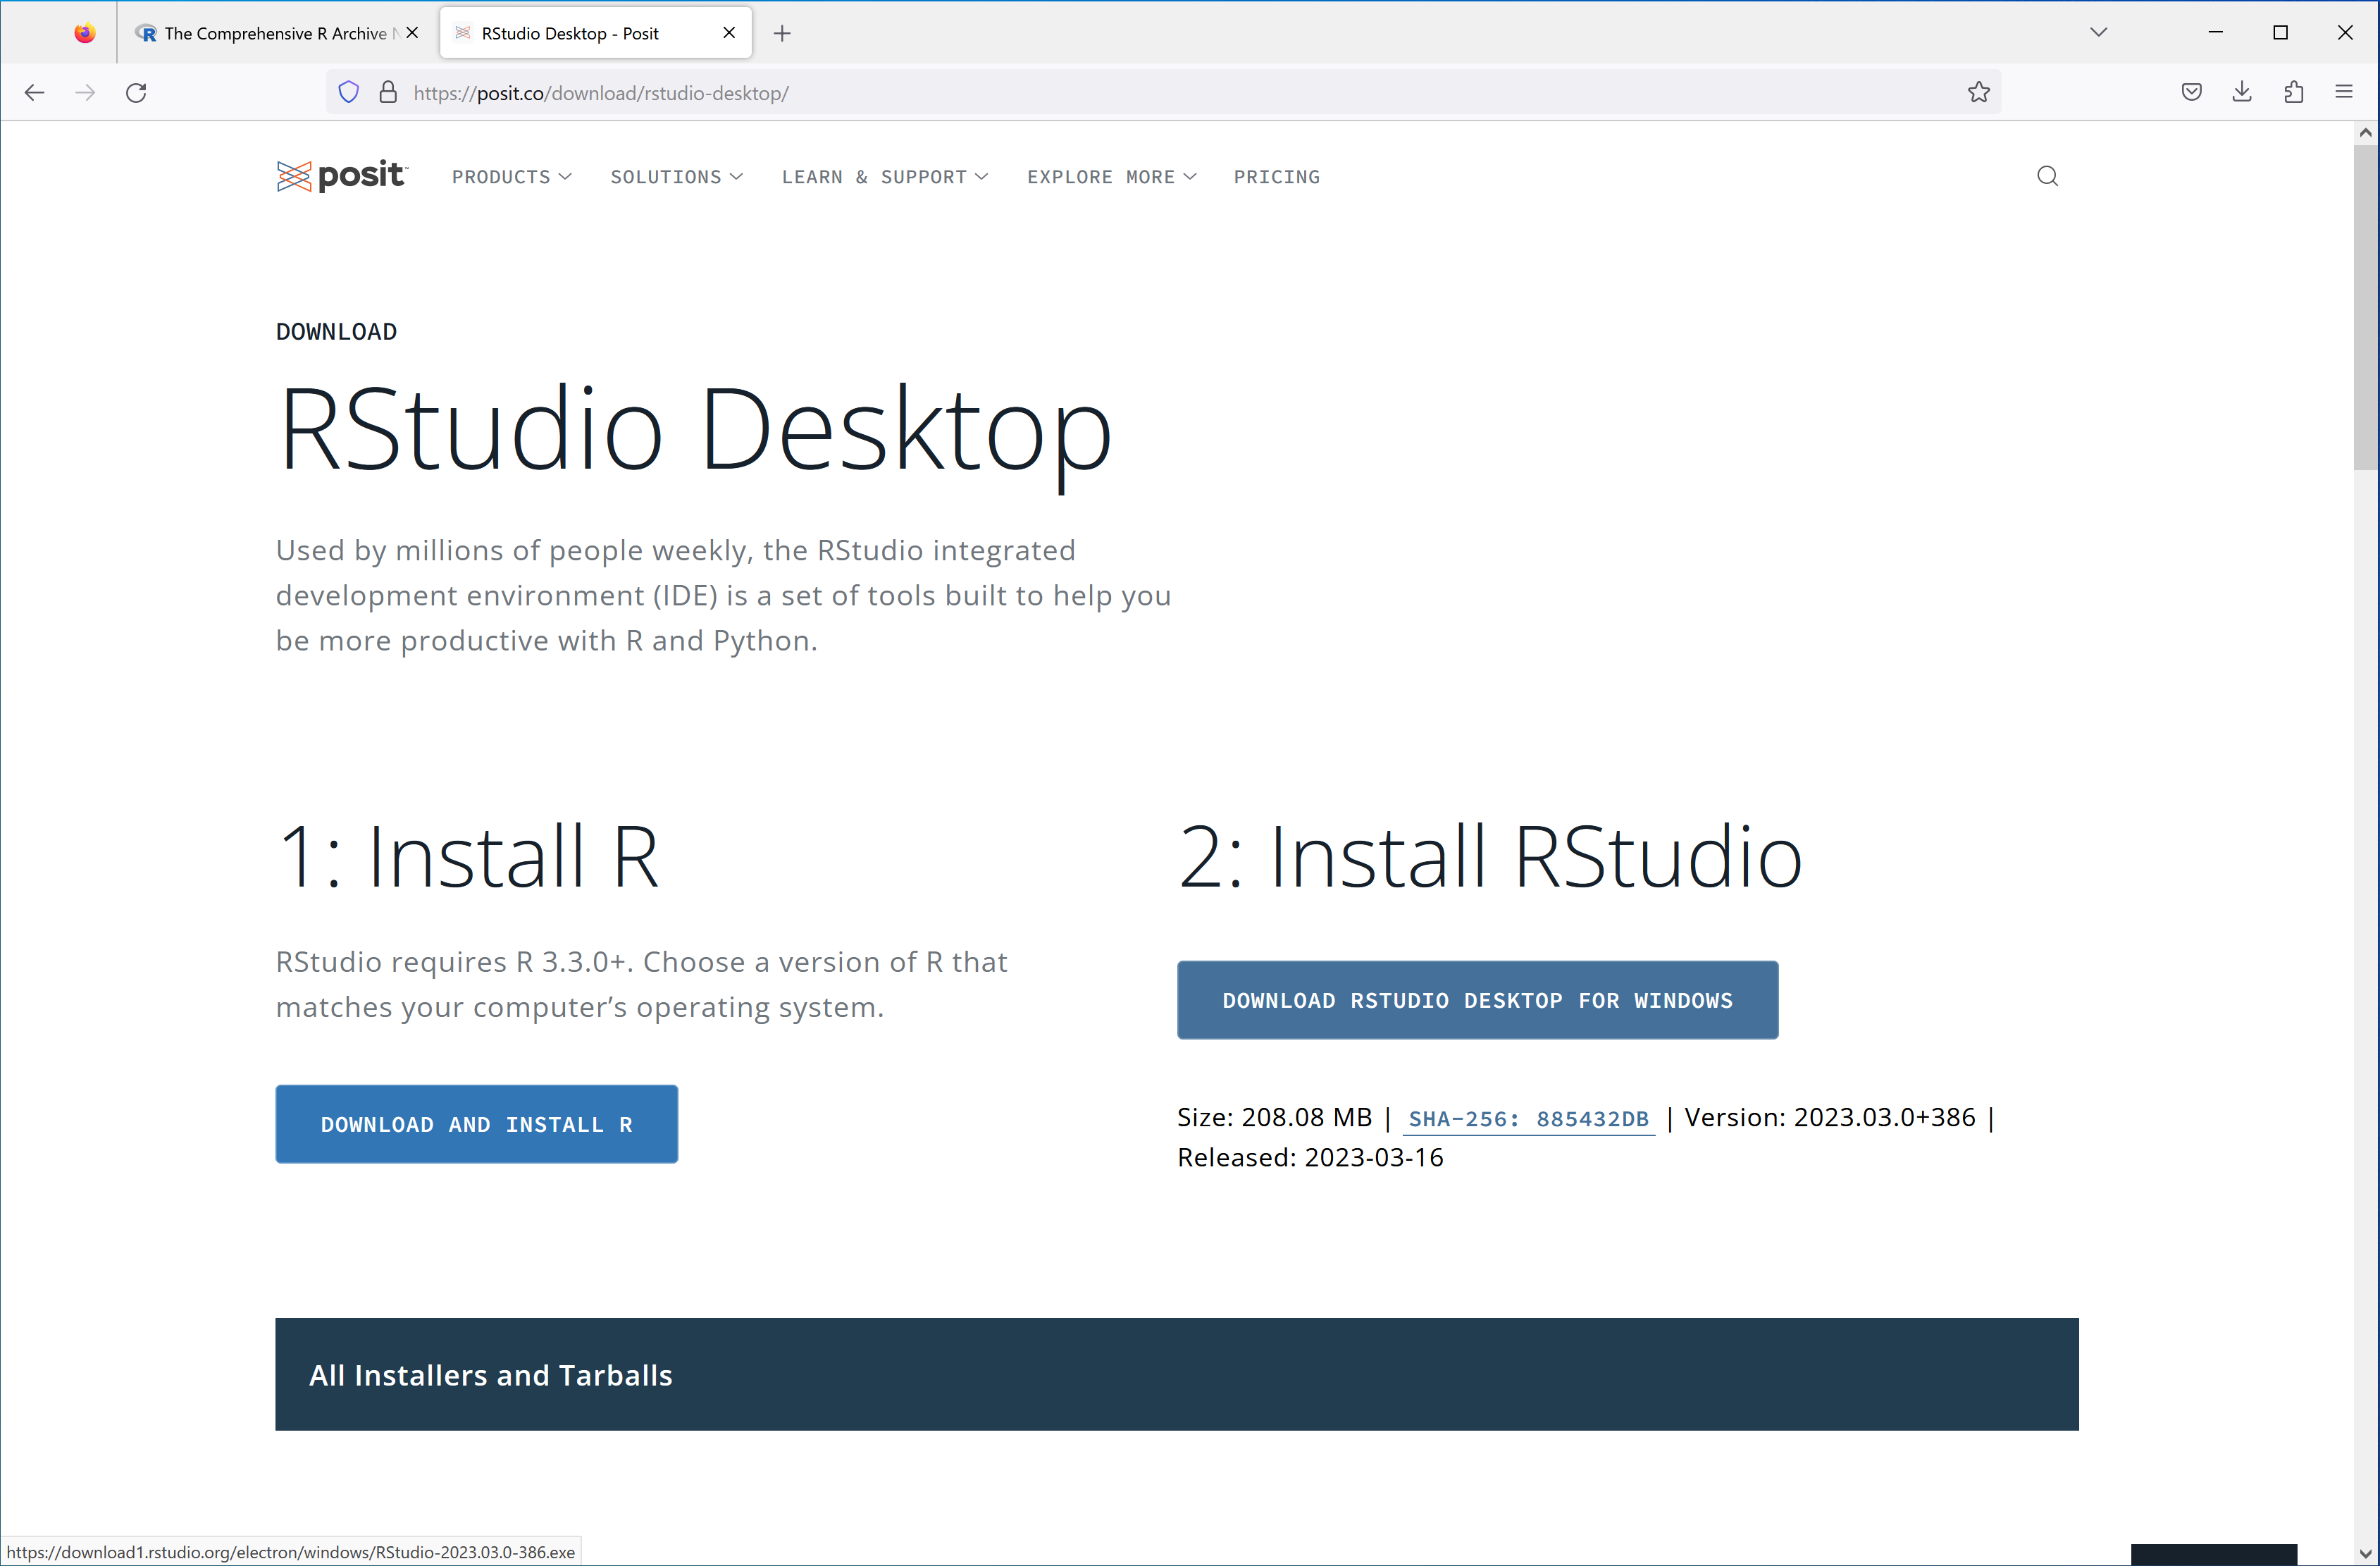 The Comprehensive R Archive
RStudio Desktop - Posit
https://posit.co/download/rstudio-desktop/
posit
PRODUCTS
SOLUTIONS
LEARN & SUPPORT
EXPLORE MORE
PRICING
DOWNLOAD
RStudio Desktop
Used by millions of people weekly, the RStudio integrated
development environment (IDE) is a set of tools built to help you
be more productive with R and Python.
1: Install R
RStudio requires R 3.3.0+. Choose a version of R that
matches your computer’s operating system.
DOWNLOAD AND INSTALL R
2: Install RStudio
DOWNLOAD RSTUDIO DESKTOP FOR WINDOWS
Size: 208.08 MB | SHA-256: 885432DB | Version: 2023.03.0+386 |
Released: 2023-03-16
All Installers and Tarballs
https://download1.rstudio.org/electron/windows/RStudio-2023.03.0-386.exe